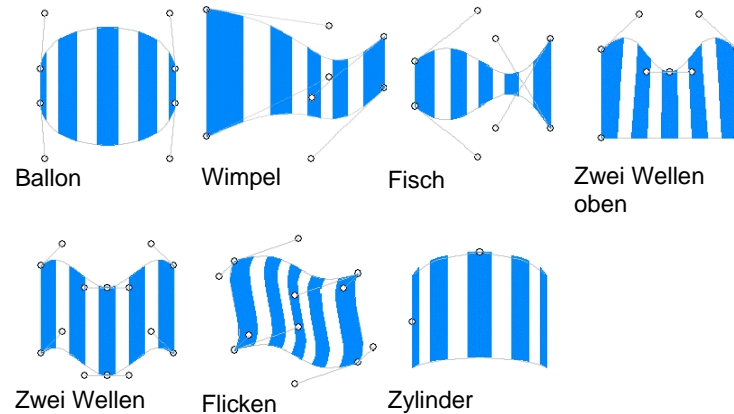 Ballon
Wimpel
Fisch
Zwei Wellen
oben
Zwei Wellen
Flicken
Zylinder